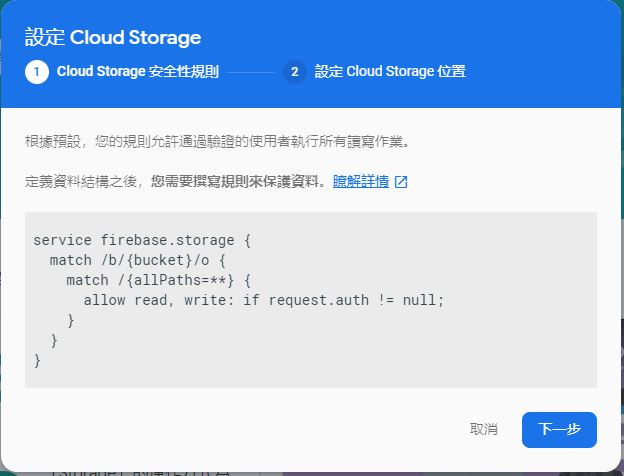 設定 Cloud Storage
1 Cloud Storage 安全性規則 2 設定 Cloud Storage 位置
根據預設，您的規則允許通過驗證的使用者執行所有讀寫作業。
定義資料結構之後，您需要撰寫規則來保護資料。瞭解詳情
service firebase.storage {
  match /b/{bucket}/o {
    match /{allPaths=**} {
      allow read, write: if request.auth != null;
    }
  }
}
取消 下一步